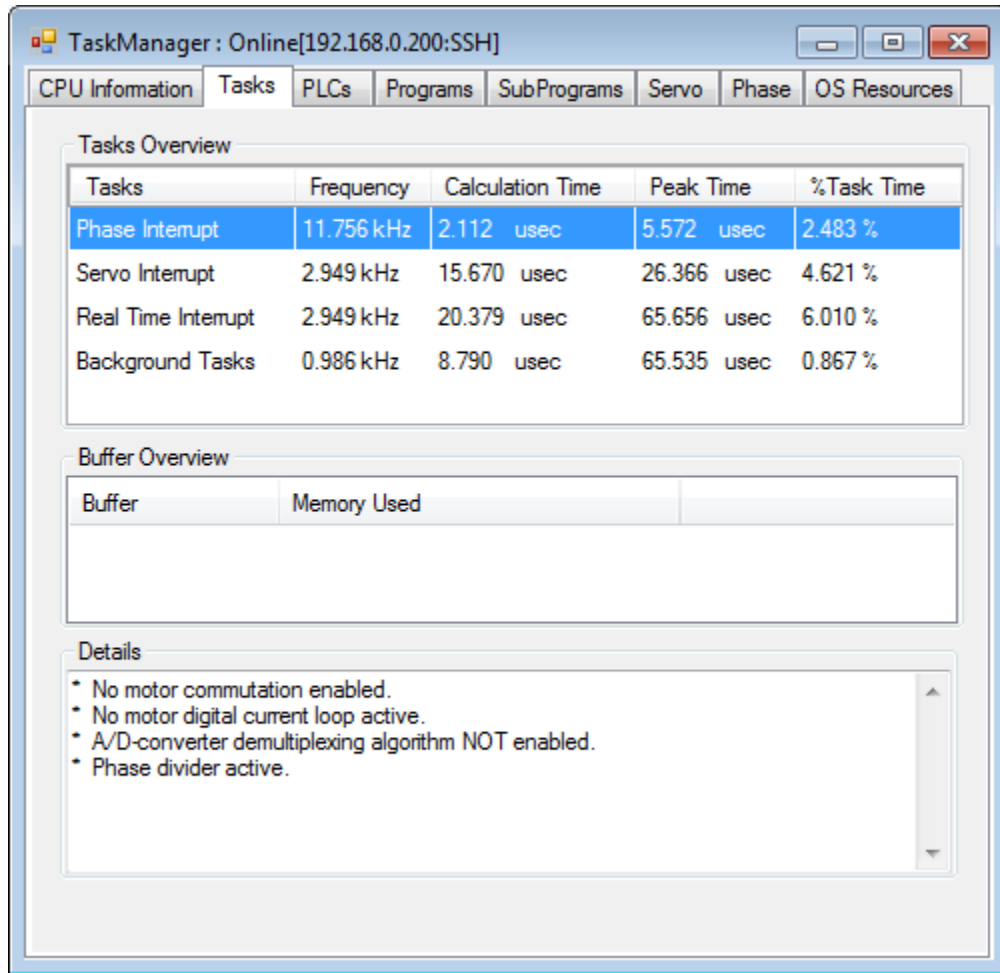 TaskManager : Online[192.168.0.200:SSH]
CPU Information Tasks PLCs Programs SubPrograms Servo Phase OS Resources
Tasks Overview
Tasks Frequency Calculation Time Peak Time %Task Time
Phase Interrupt 11.756 kHz 2.112 usec 5.572 usec 2.483 %
Servo Interrupt 2.949 kHz 15.670 usec 26.366 usec 4.621 %
Real Time Interrupt 2.949 kHz 20.379 usec 65.656 usec 6.010 %
Background Tasks 0.986 kHz 8.790 usec 65.535 usec 0.867 %
Buffer Overview
Buffer Memory Used
Details
* No motor commutation enabled.
* No motor digital current loop active.
* A/D-converter demultiplexing algorithm NOT enabled.
* Phase divider active.